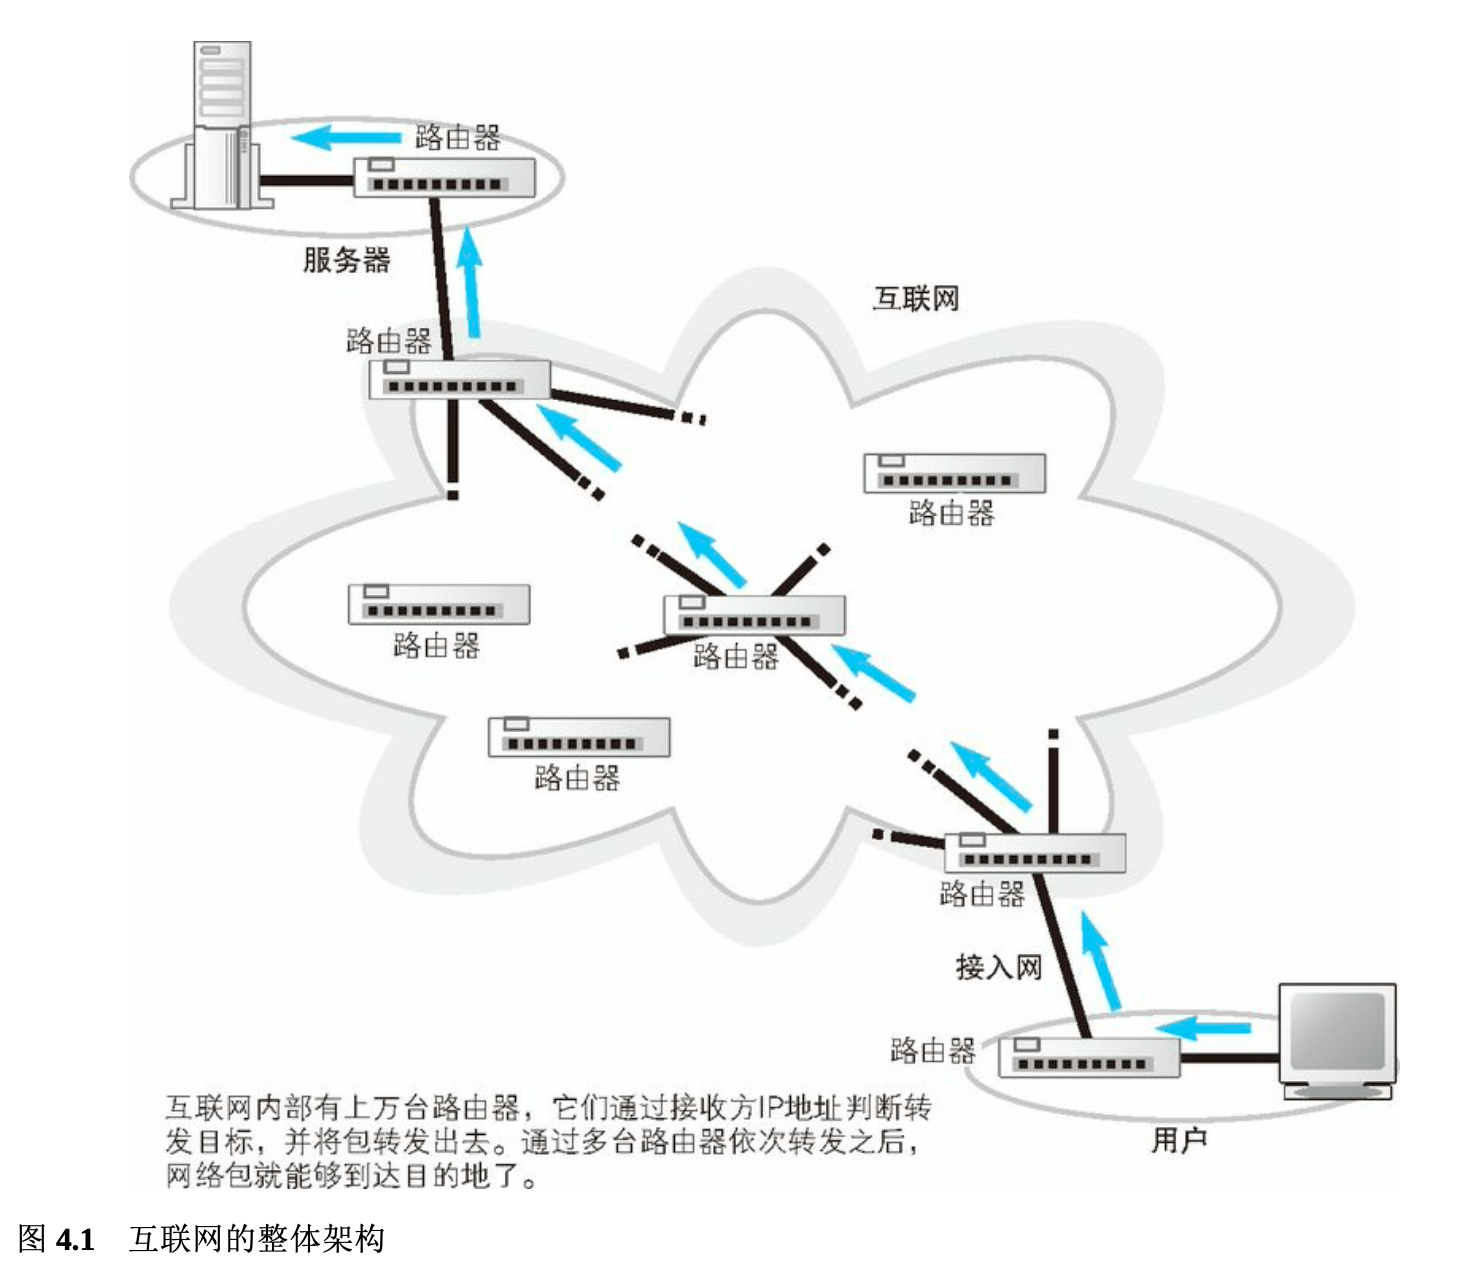 路由器
服务器
互联网
路由器
路由器
路由器
路由器
路由器
路由器
接入网
路由器
用户
互联网内部有上万台路由器，它们通过接收方IP地址判断转
发目标，并将包转发出去。通过多台路由器依次转发之后，
网络包就能够到达目的地了。
图 4.1　互联网的整体架构